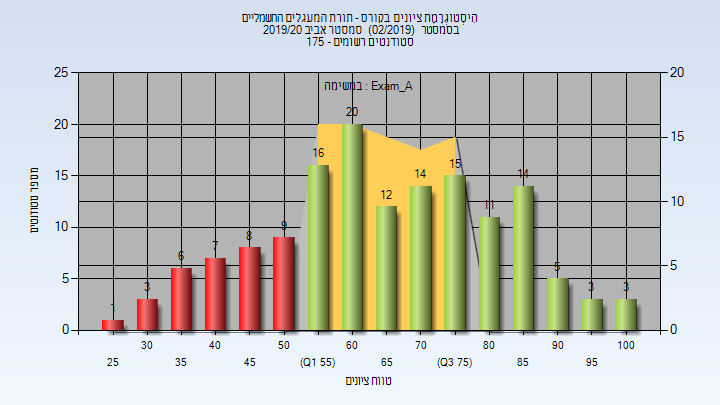 היסטוגרמת ציונים בקורס - תורת המעגלים החשמליים
בסמסטר (02/2019) סמסטר אביב 2019/20
סטודנטים רשומים - 175
במשימה : Exam_A
מספר סטודנטים
25 20 15 10 5 0
20 15 10 5 0
1 3 6 7 8 9 16 20 12 14 15 11 14 5 3 3
30 40 50 60 70 80 90 100
25 35 45 (Q1 55) 65 (Q3 75) 85 95
טווח ציונים